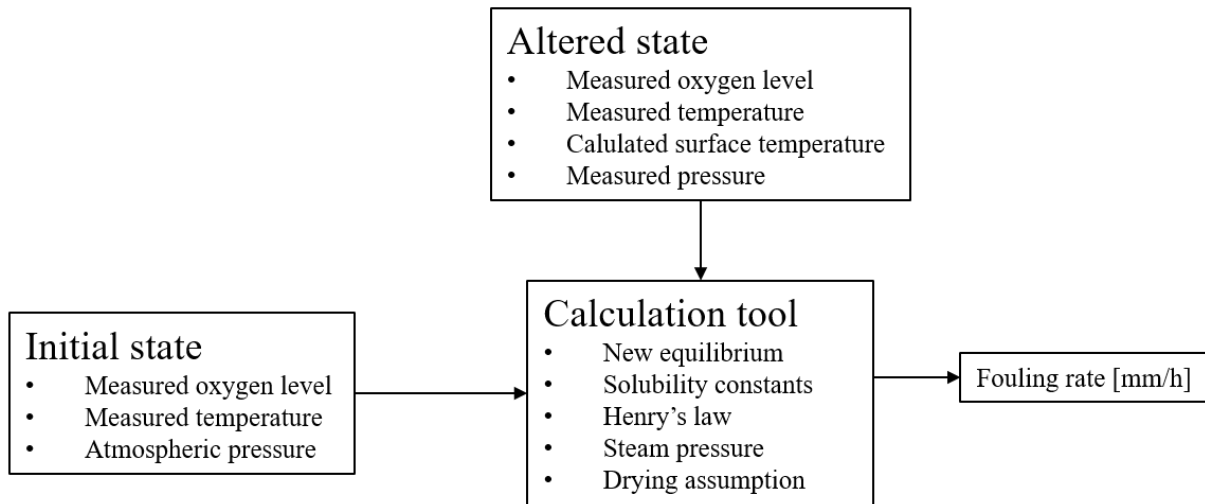 Altered state
• Measured oxygen level
• Measured temperature
• Calulated surface temperature
• Measured pressure
Initial state
• Measured oxygen level
• Measured temperature
• Atmospheric pressure
Calculation tool
• New equilibrium
• Solubility constants
• Henry’s law
• Steam pressure
• Drying assumption
Fouling rate [mm/h]